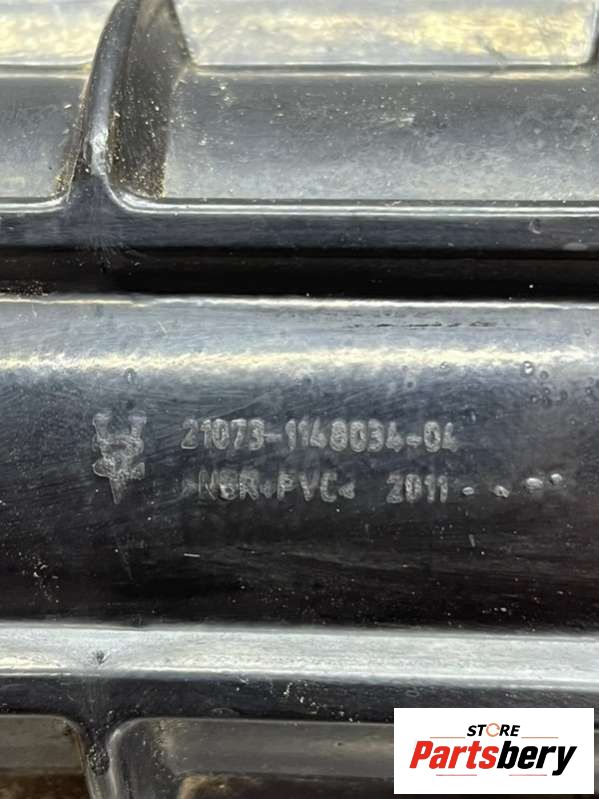 21073-1148034-04
>NBR+PVC< 2011
STORE
Partsbery